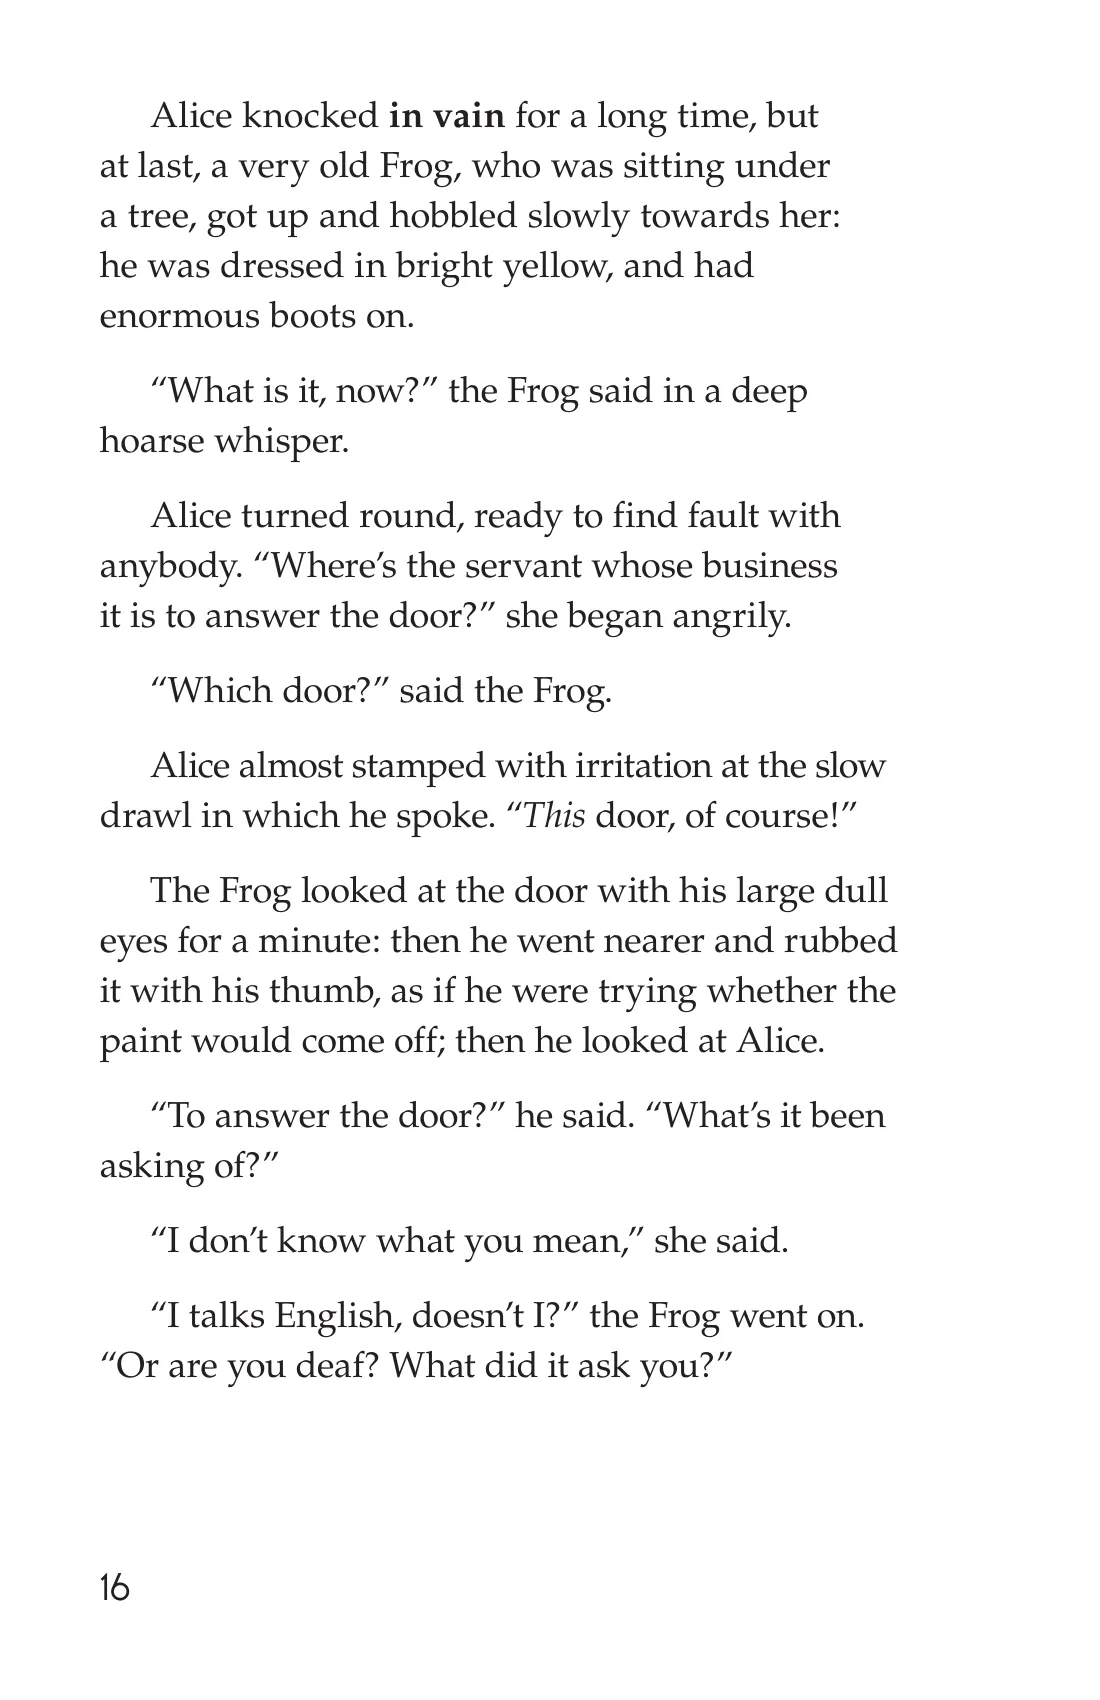 Alice knocked in vain for a long time, but
at last, a very old Frog, who was sitting under
a tree, got up and hobbled slowly towards her:
he was dressed in bright yellow, and had
enormous boots on.
“What is it, now?” the Frog said in a deep
hoarse whisper.
Alice turned round, ready to find fault with
anybody. “Where’s the servant whose business
it is to answer the door?” she began angrily.
“Which door?” said the Frog.
Alice almost stamped with irritation at the slow
drawl in which he spoke. “This door, of course!”
The Frog looked at the door with his large dull
eyes for a minute: then he went nearer and rubbed
it with his thumb, as if he were trying whether the
paint would come off; then he looked at Alice.
“To answer the door?” he said. “What’s it been
asking of?”
“I don’t know what you mean,” she said.
“I talks English, doesn’t I?” the Frog went on.
“Or are you deaf? What did it ask you?”
16